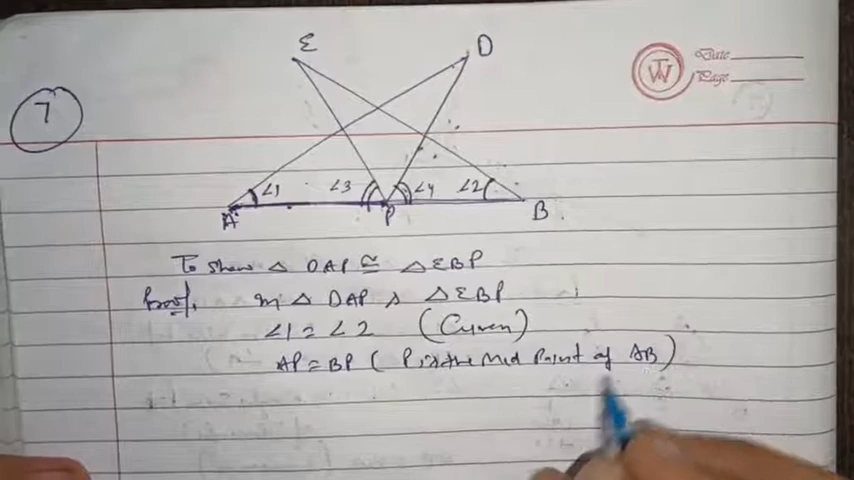 E
D
TW
Date
Page
7
∠1
∠3
∠4
∠2
A
P
B
To show △ DAP ≅ △EBP
Proof. In △ DAP & △EBP
∠1 = ∠2 (Given)
AP = BP ( P is the Mid Point of AB)